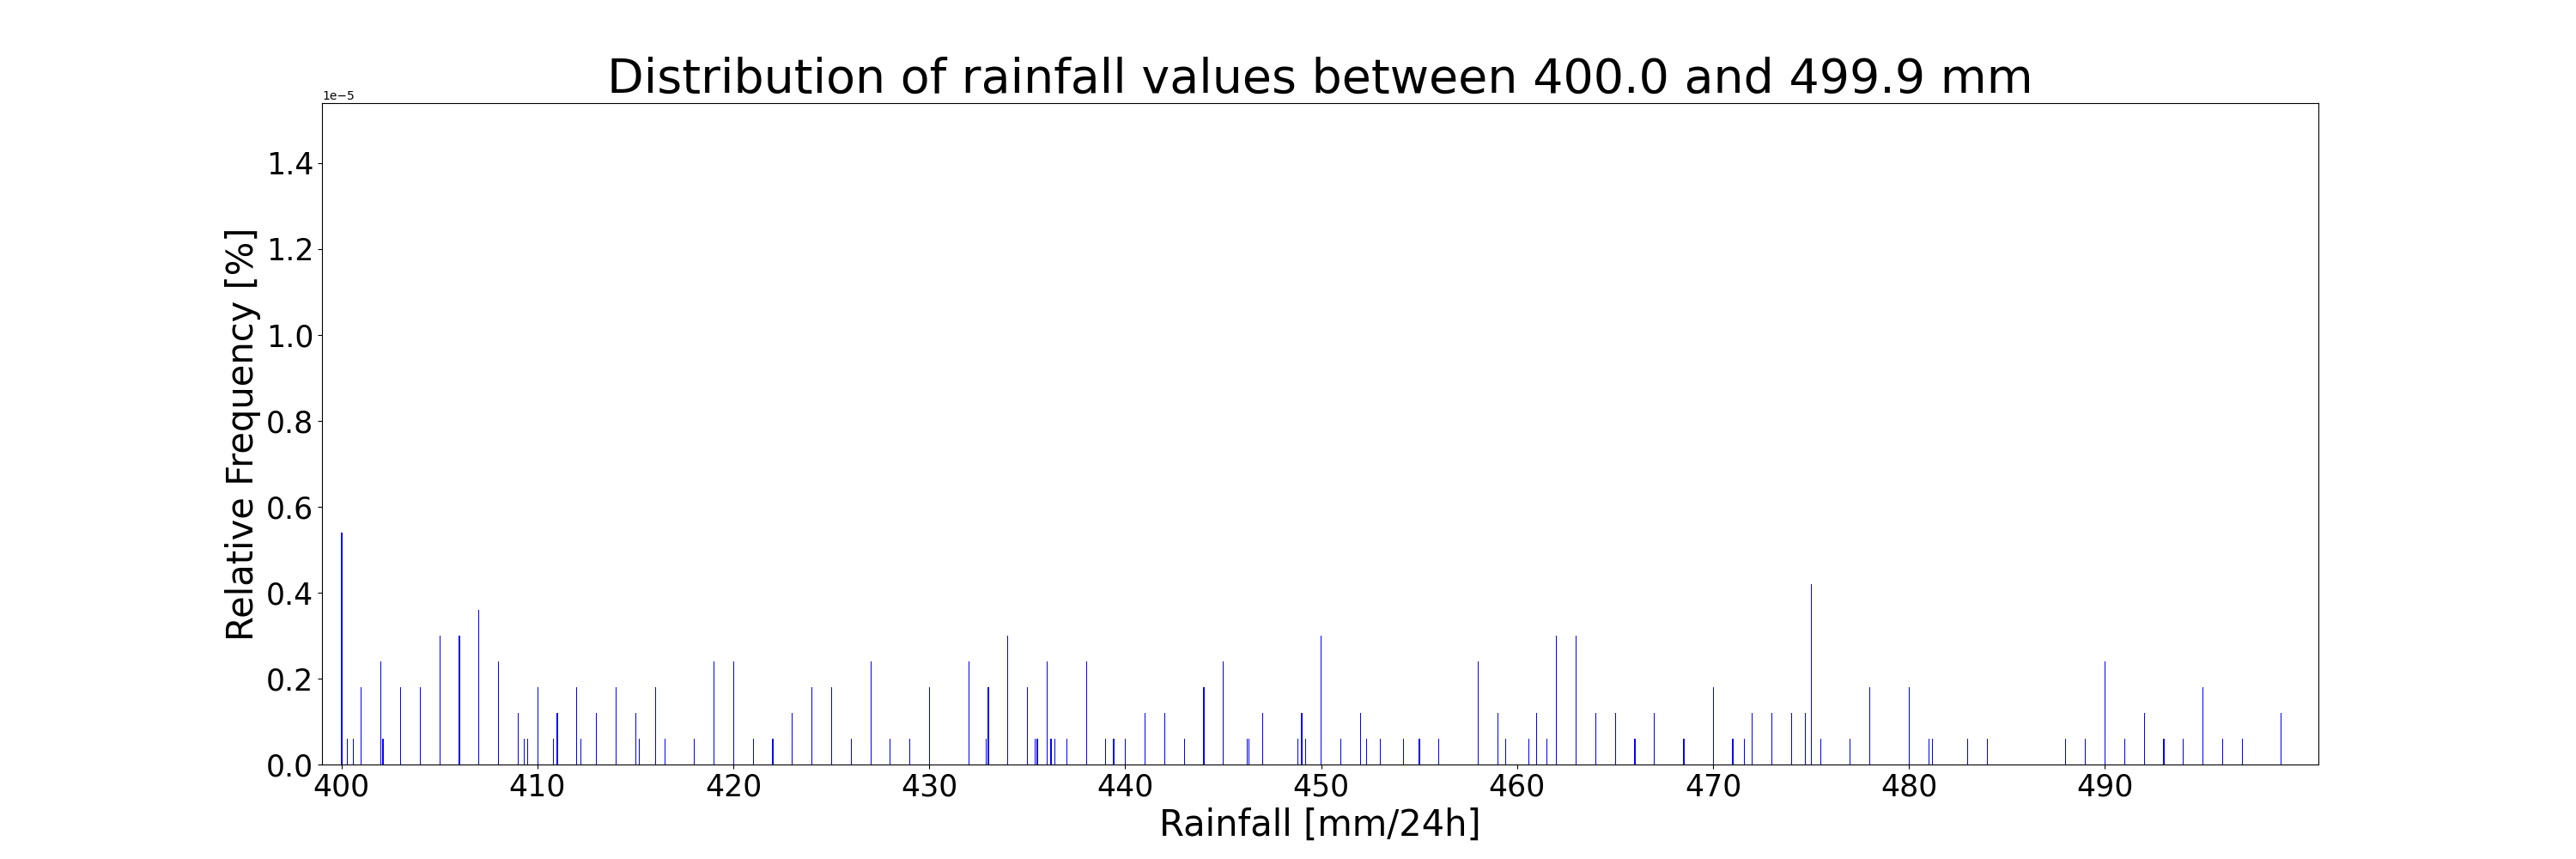 Distribution of rainfall values between 400.0 and 499.9 mm
1e−5
1.4
1.2
1.0
0.8
0.6
0.4
0.2
0.0
Relative Frequency [%]
400 410 420 430 440 450 460 470 480 490
Rainfall [mm/24h]